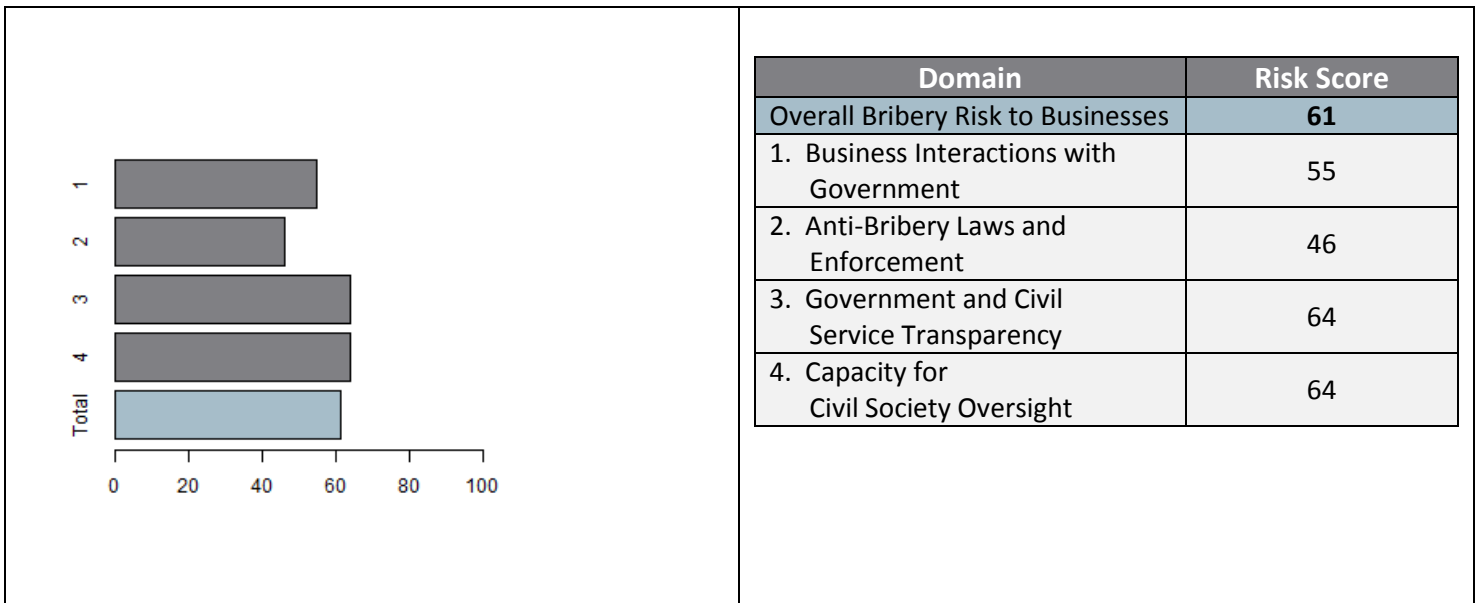 1
2
3
4
Total
0 20 40 60 80 100
Domain Risk Score
Overall Bribery Risk to Businesses 61
1. Business Interactions with
Government 55
2. Anti-Bribery Laws and
Enforcement 46
3. Government and Civil
Service Transparency 64
4. Capacity for
Civil Society Oversight 64